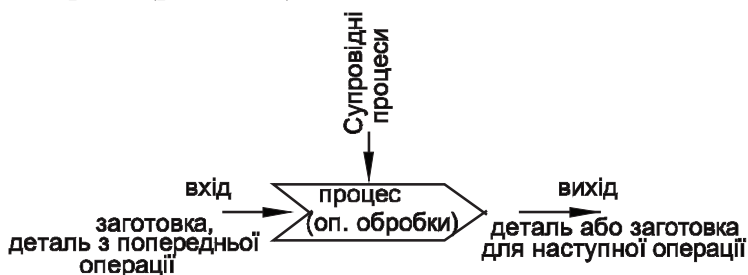 Супровідні
процеси
вхід
заготовка,
деталь з попередньої
операції
процес
(оп. обробки)
вихід
деталь або заготовка
для наступної операції